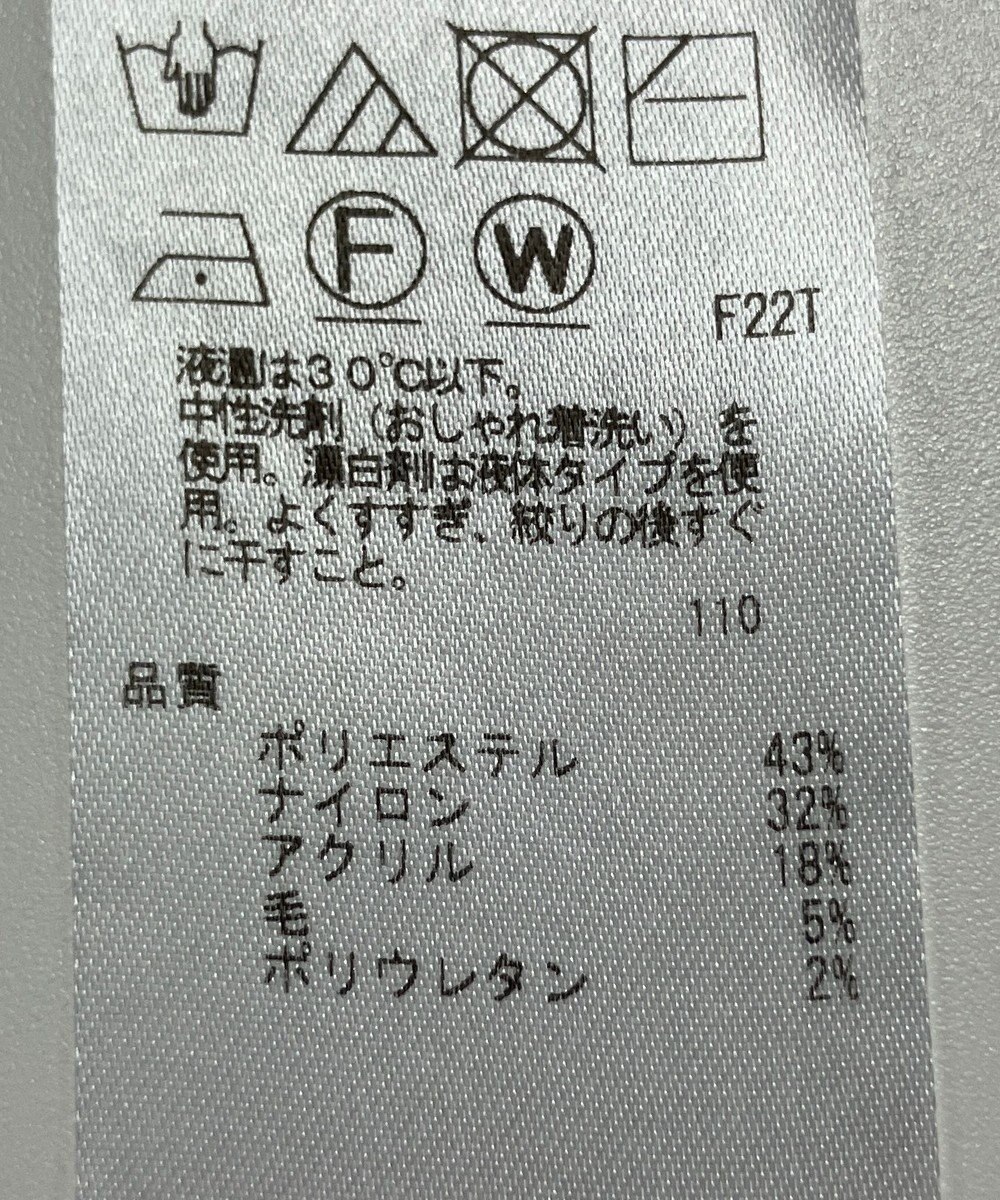 F W
F22T
液温は30℃以下。
中性洗剤（おしゃれ着洗い）を
使用。漂白剤は液体タイプを使
用。よくすすぎ、絞りの後すぐ
に干すこと。
110
品質
ポリエステル 43%
ナイロン 32%
アクリル 18%
毛 5%
ポリウレタン 2%